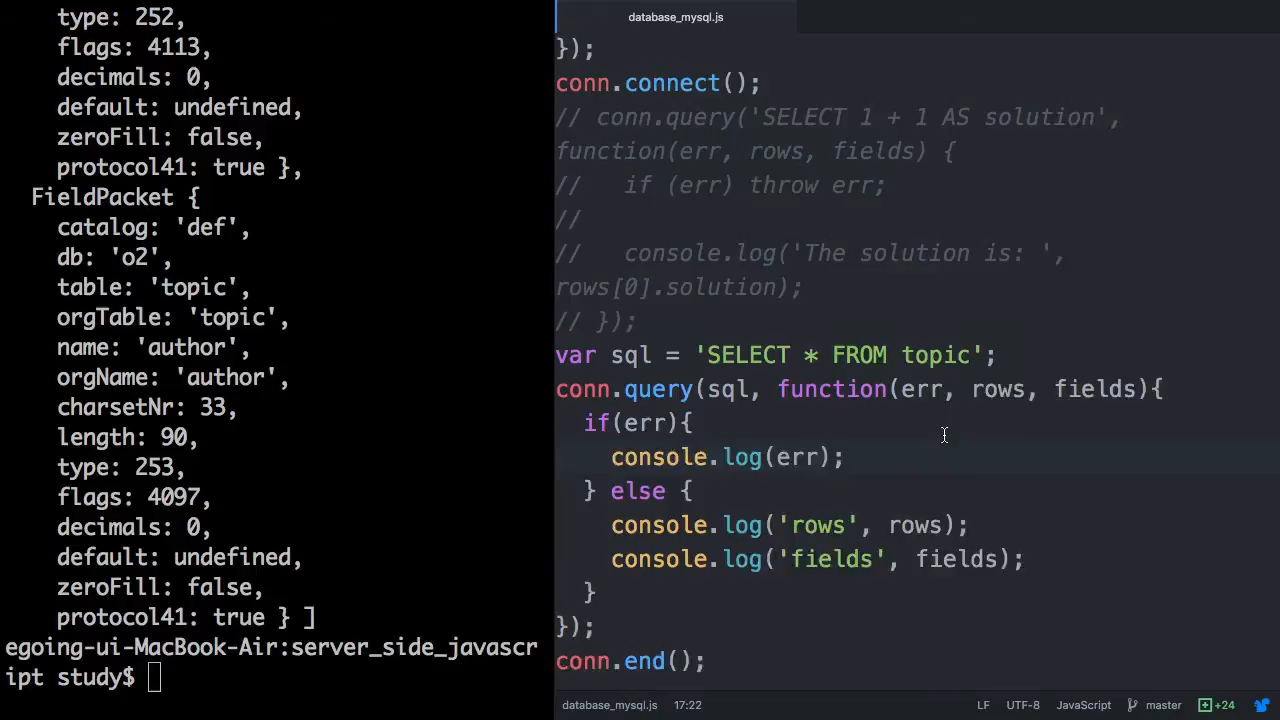 type: 252,
flags: 4113,
decimals: 0,
default: undefined,
zeroFill: false,
protocol41: true },
FieldPacket {
catalog: 'def',
db: 'o2',
table: 'topic',
orgTable: 'topic',
name: 'author',
orgName: 'author',
charsetNr: 33,
length: 90,
type: 253,
flags: 4097,
decimals: 0,
default: undefined,
zeroFill: false,
protocol41: true } ]
egoing-ui-MacBook-Air:server_side_javascr
ipt study$
database_mysql.js
});
conn.connect();
// conn.query('SELECT 1 + 1 AS solution',
function(err, rows, fields) {
//   if (err) throw err;
//
//   console.log('The solution is: ',
rows[0].solution);
// });
var sql = 'SELECT * FROM topic';
conn.query(sql, function(err, rows, fields){
  if(err){
    console.log(err);
  } else {
    console.log('rows', rows);
    console.log('fields', fields);
  }
});
conn.end();
database_mysql.js 17:22 LF UTF-8 JavaScript master +24